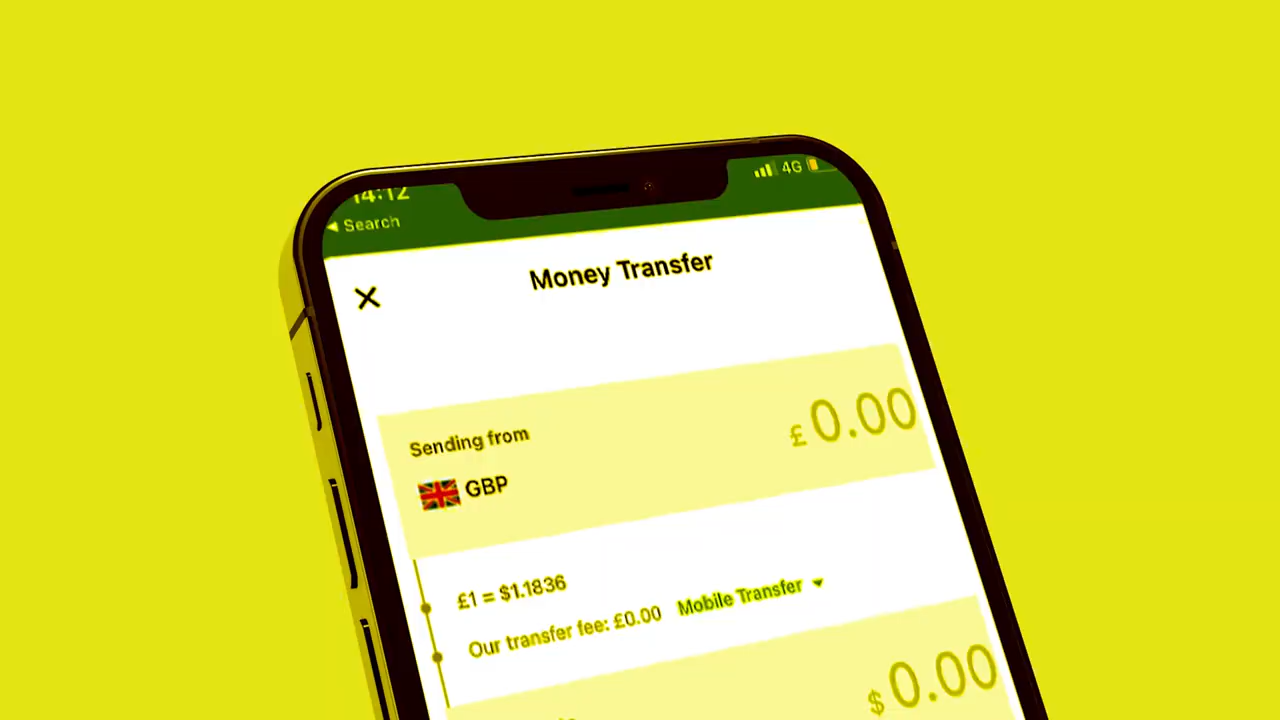 14:12
4G
◀ Search
Money Transfer
Sending from
£ 0.00
GBP
£1 = $1.1836
Our transfer fee: £0.00 Mobile Transfer
$ 0.00